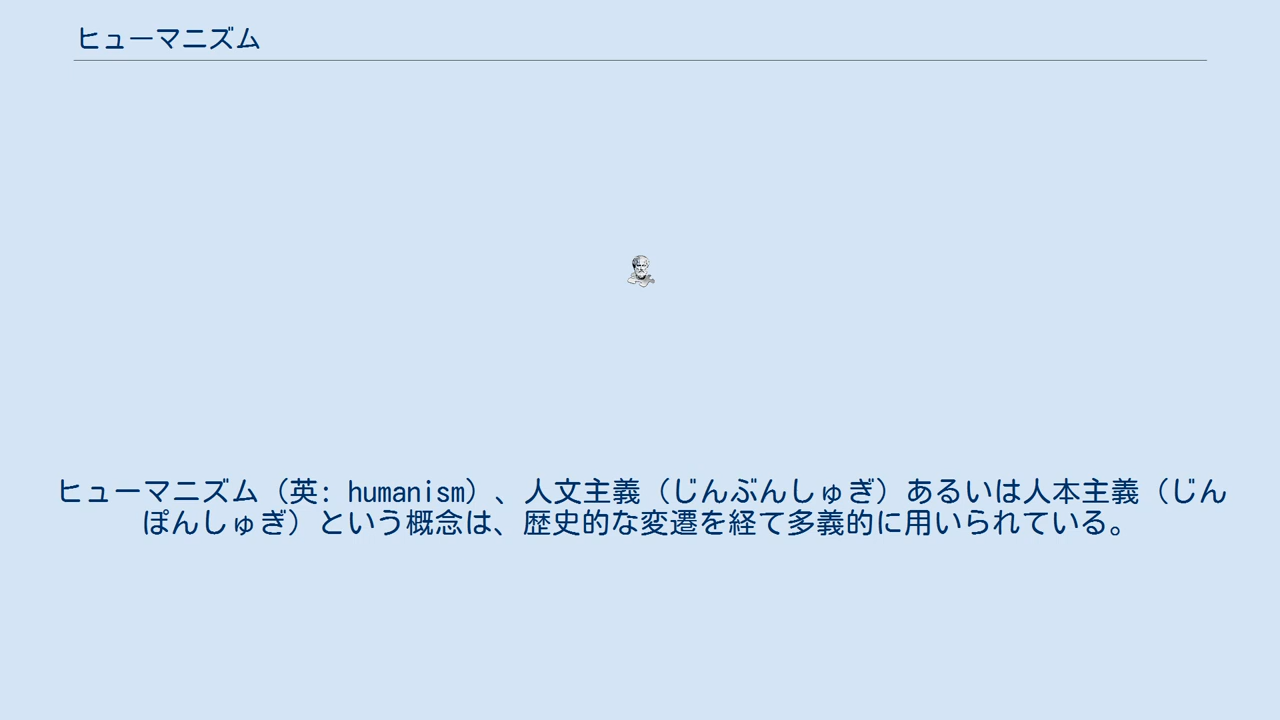 ヒューマニズム
ヒューマニズム（英: humanism）、人文主義（じんぶんしゅぎ）あるいは人本主義（じん
ぽんしゅぎ）という概念は、歴史的な変遷を経て多義的に用いられている。